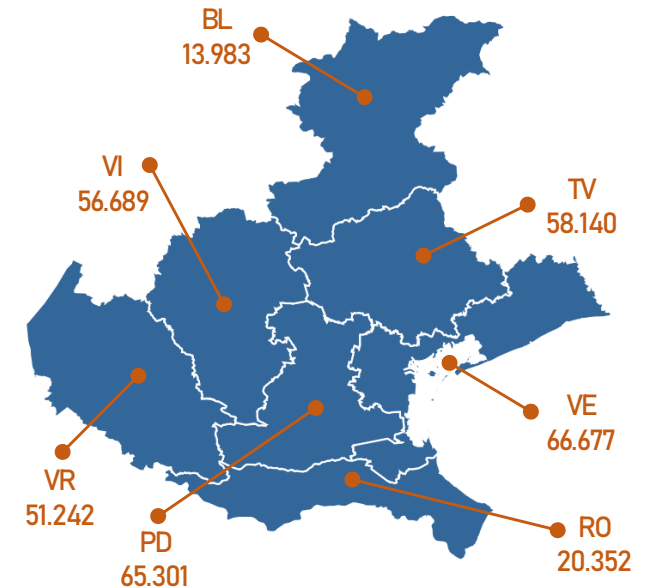 BL
13.983
VI
56.689
TV
58.140
VE
66.677
VR
51.242
PD
65.301
RO
20.352